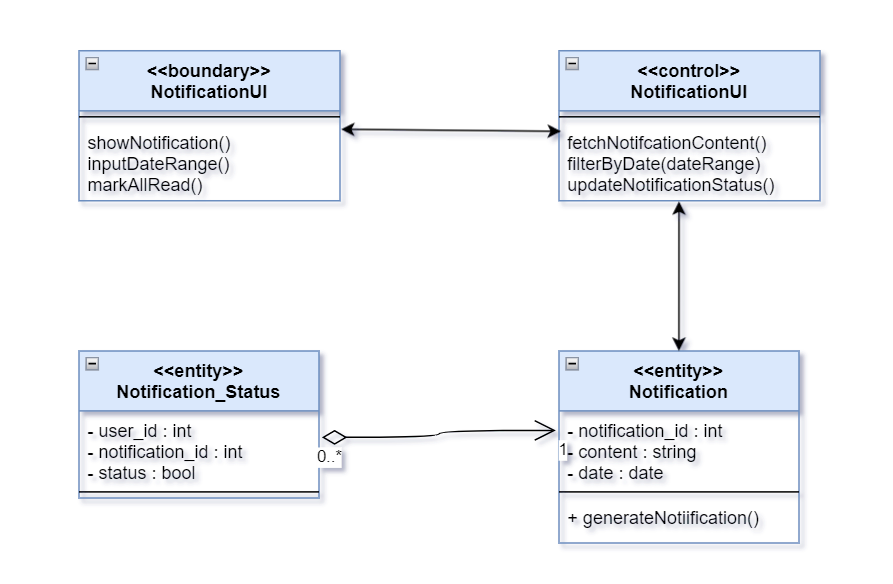 <<boundary>>
NotificationUI
showNotification()
inputDateRange()
markAllRead()
<<control>>
NotificationUI
fetchNotifcationContent()
filterByDate(dateRange)
updateNotificationStatus()
<<entity>>
Notification_Status
- user_id : int
- notification_id : int
- status : bool
0..*
1
<<entity>>
Notification
- notification_id : int
- content : string
- date : date
+ generateNotiification()